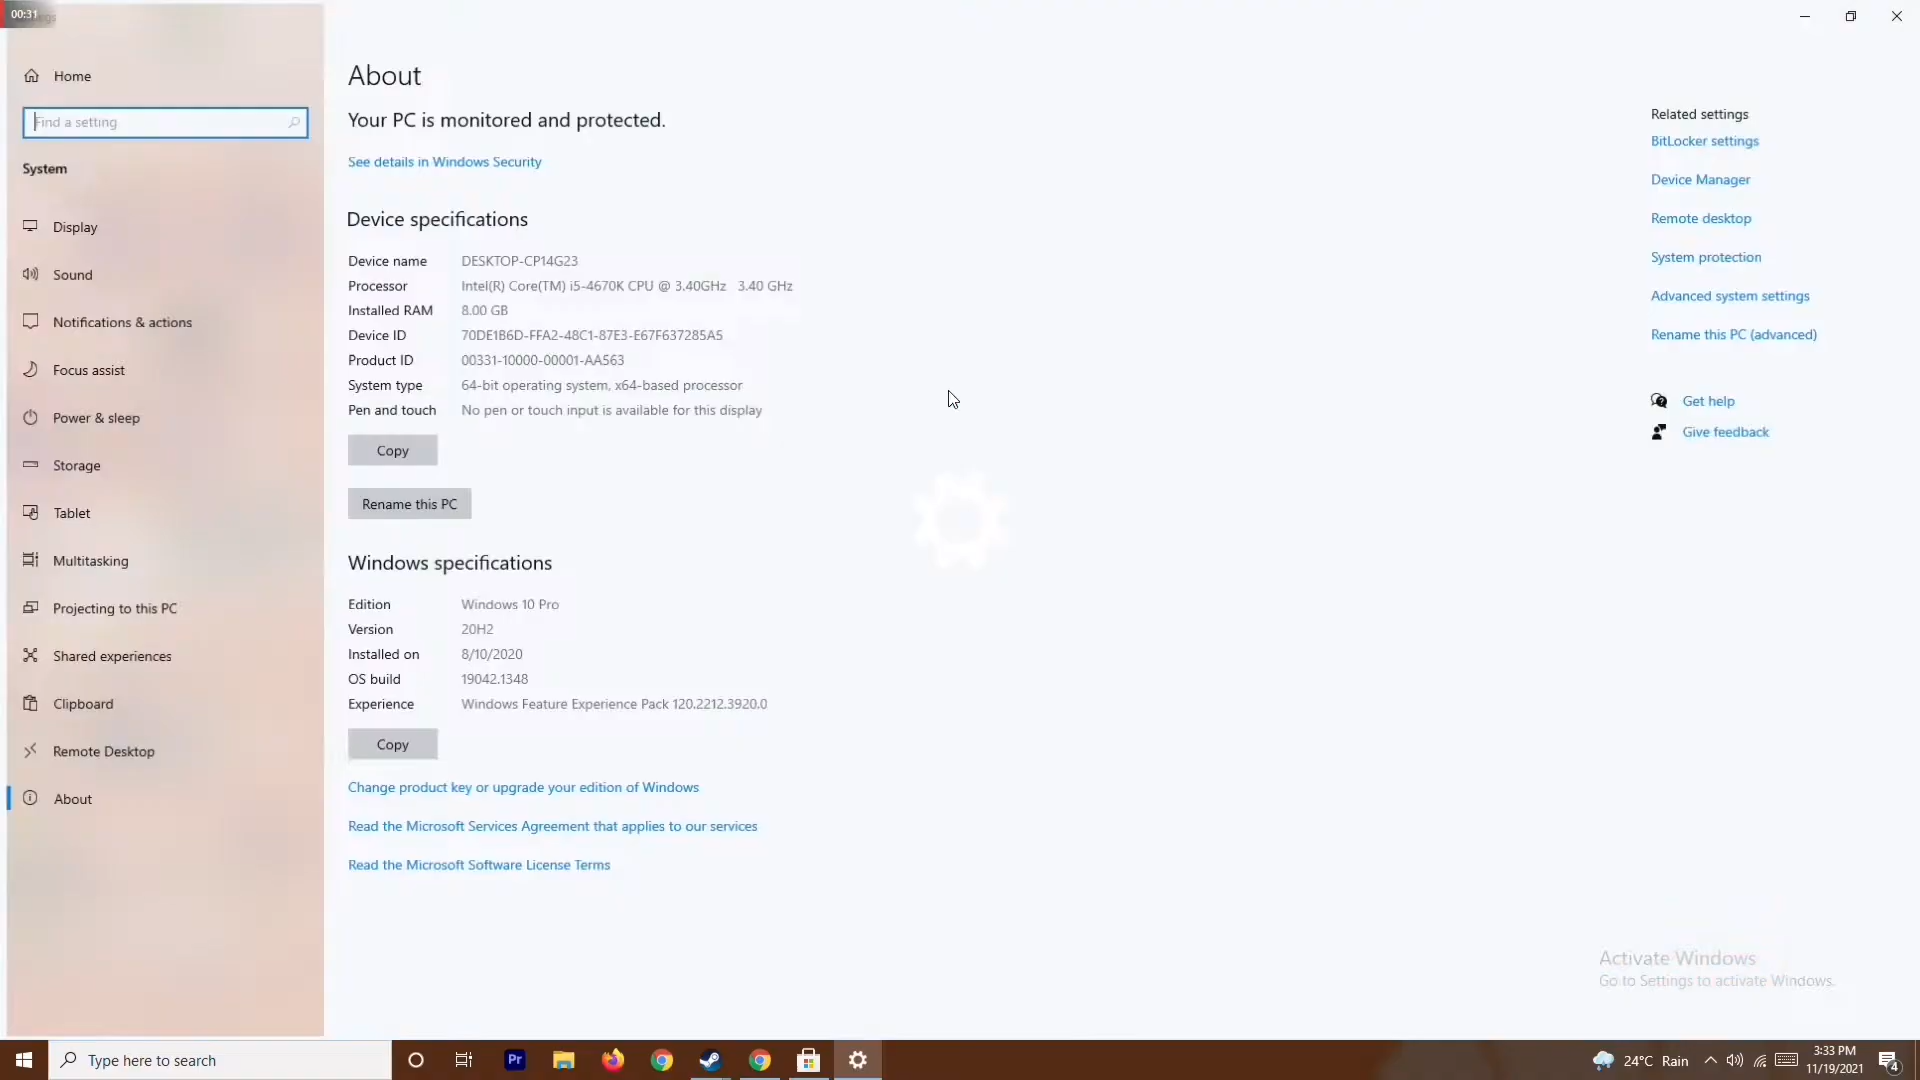 00:31
Home
Find a setting
System
Display
Sound
Notifications & actions
Focus assist
Power & sleep
Storage
Tablet
Multitasking
Projecting to this PC
Shared experiences
Clipboard
Remote Desktop
About
About
Your PC is monitored and protected.
See details in Windows Security
Device specifications
Device name DESKTOP-CP14G23
Processor Intel(R) Core(TM) i5-4670K CPU @ 3.40GHz 3.40 GHz
Installed RAM 8.00 GB
Device ID 70DE1B6D-FFA2-48C1-87E3-E67F637285A5
Product ID 00331-10000-00001-AA563
System type 64-bit operating system, x64-based processor
Pen and touch No pen or touch input is available for this display
Copy
Rename this PC
Windows specifications
Edition Windows 10 Pro
Version 20H2
Installed on 8/10/2020
OS build 19042.1348
Experience Windows Feature Experience Pack 120.2212.3920.0
Copy
Change product key or upgrade your edition of Windows
Read the Microsoft Services Agreement that applies to our services
Read the Microsoft Software License Terms
Related settings
BitLocker settings
Device Manager
Remote desktop
System protection
Advanced system settings
Rename this PC (advanced)
Get help
Give feedback
Activate Windows
Go to Settings to activate Windows.
Type here to search
Pr
24°C Rain
3:33 PM
11/19/2021
4